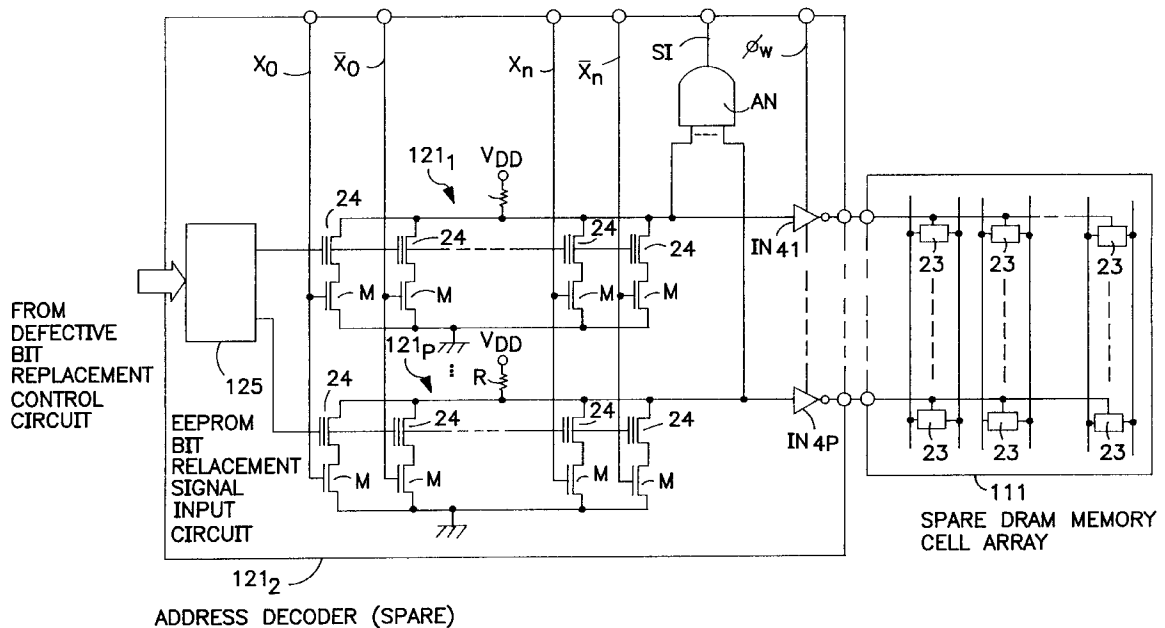 X0
X̄0
Xn
X̄n
SI
ϕw
AN
121₁
VDD
R
24
24
24
24
IN41
M
M
M
M
23
23
23
FROM
DEFECTIVE
BIT
REPLACEMENT
CONTROL
CIRCUIT
125
121P
VDD
R
24
24
24
24
EEPROM
BIT
RELACEMENT
SIGNAL
INPUT
CIRCUIT
M
M
M
M
IN4P
23
23
23
111
SPARE DRAM MEMORY
CELL ARRAY
121₂
ADDRESS DECODER (SPARE)